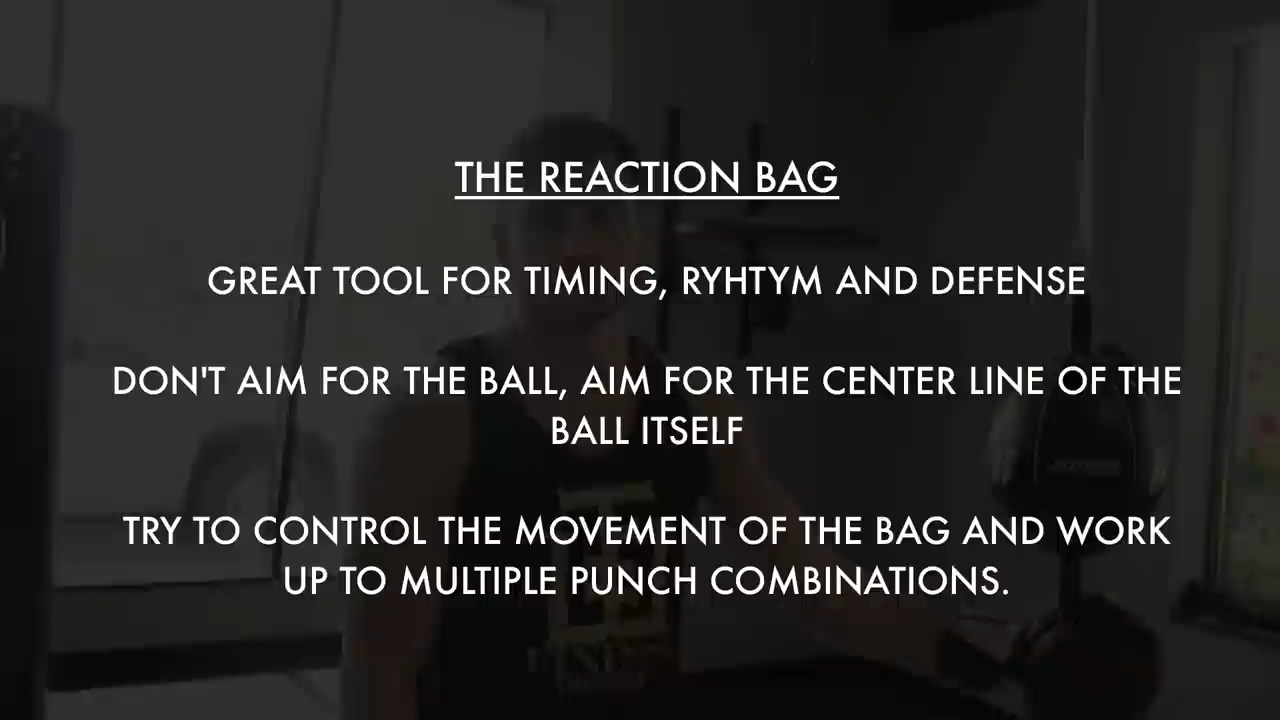 THE REACTION BAG
GREAT TOOL FOR TIMING, RYHTYM AND DEFENSE
DON'T AIM FOR THE BALL, AIM FOR THE CENTER LINE OF THE
BALL ITSELF
TRY TO CONTROL THE MOVEMENT OF THE BAG AND WORK
UP TO MULTIPLE PUNCH COMBINATIONS.